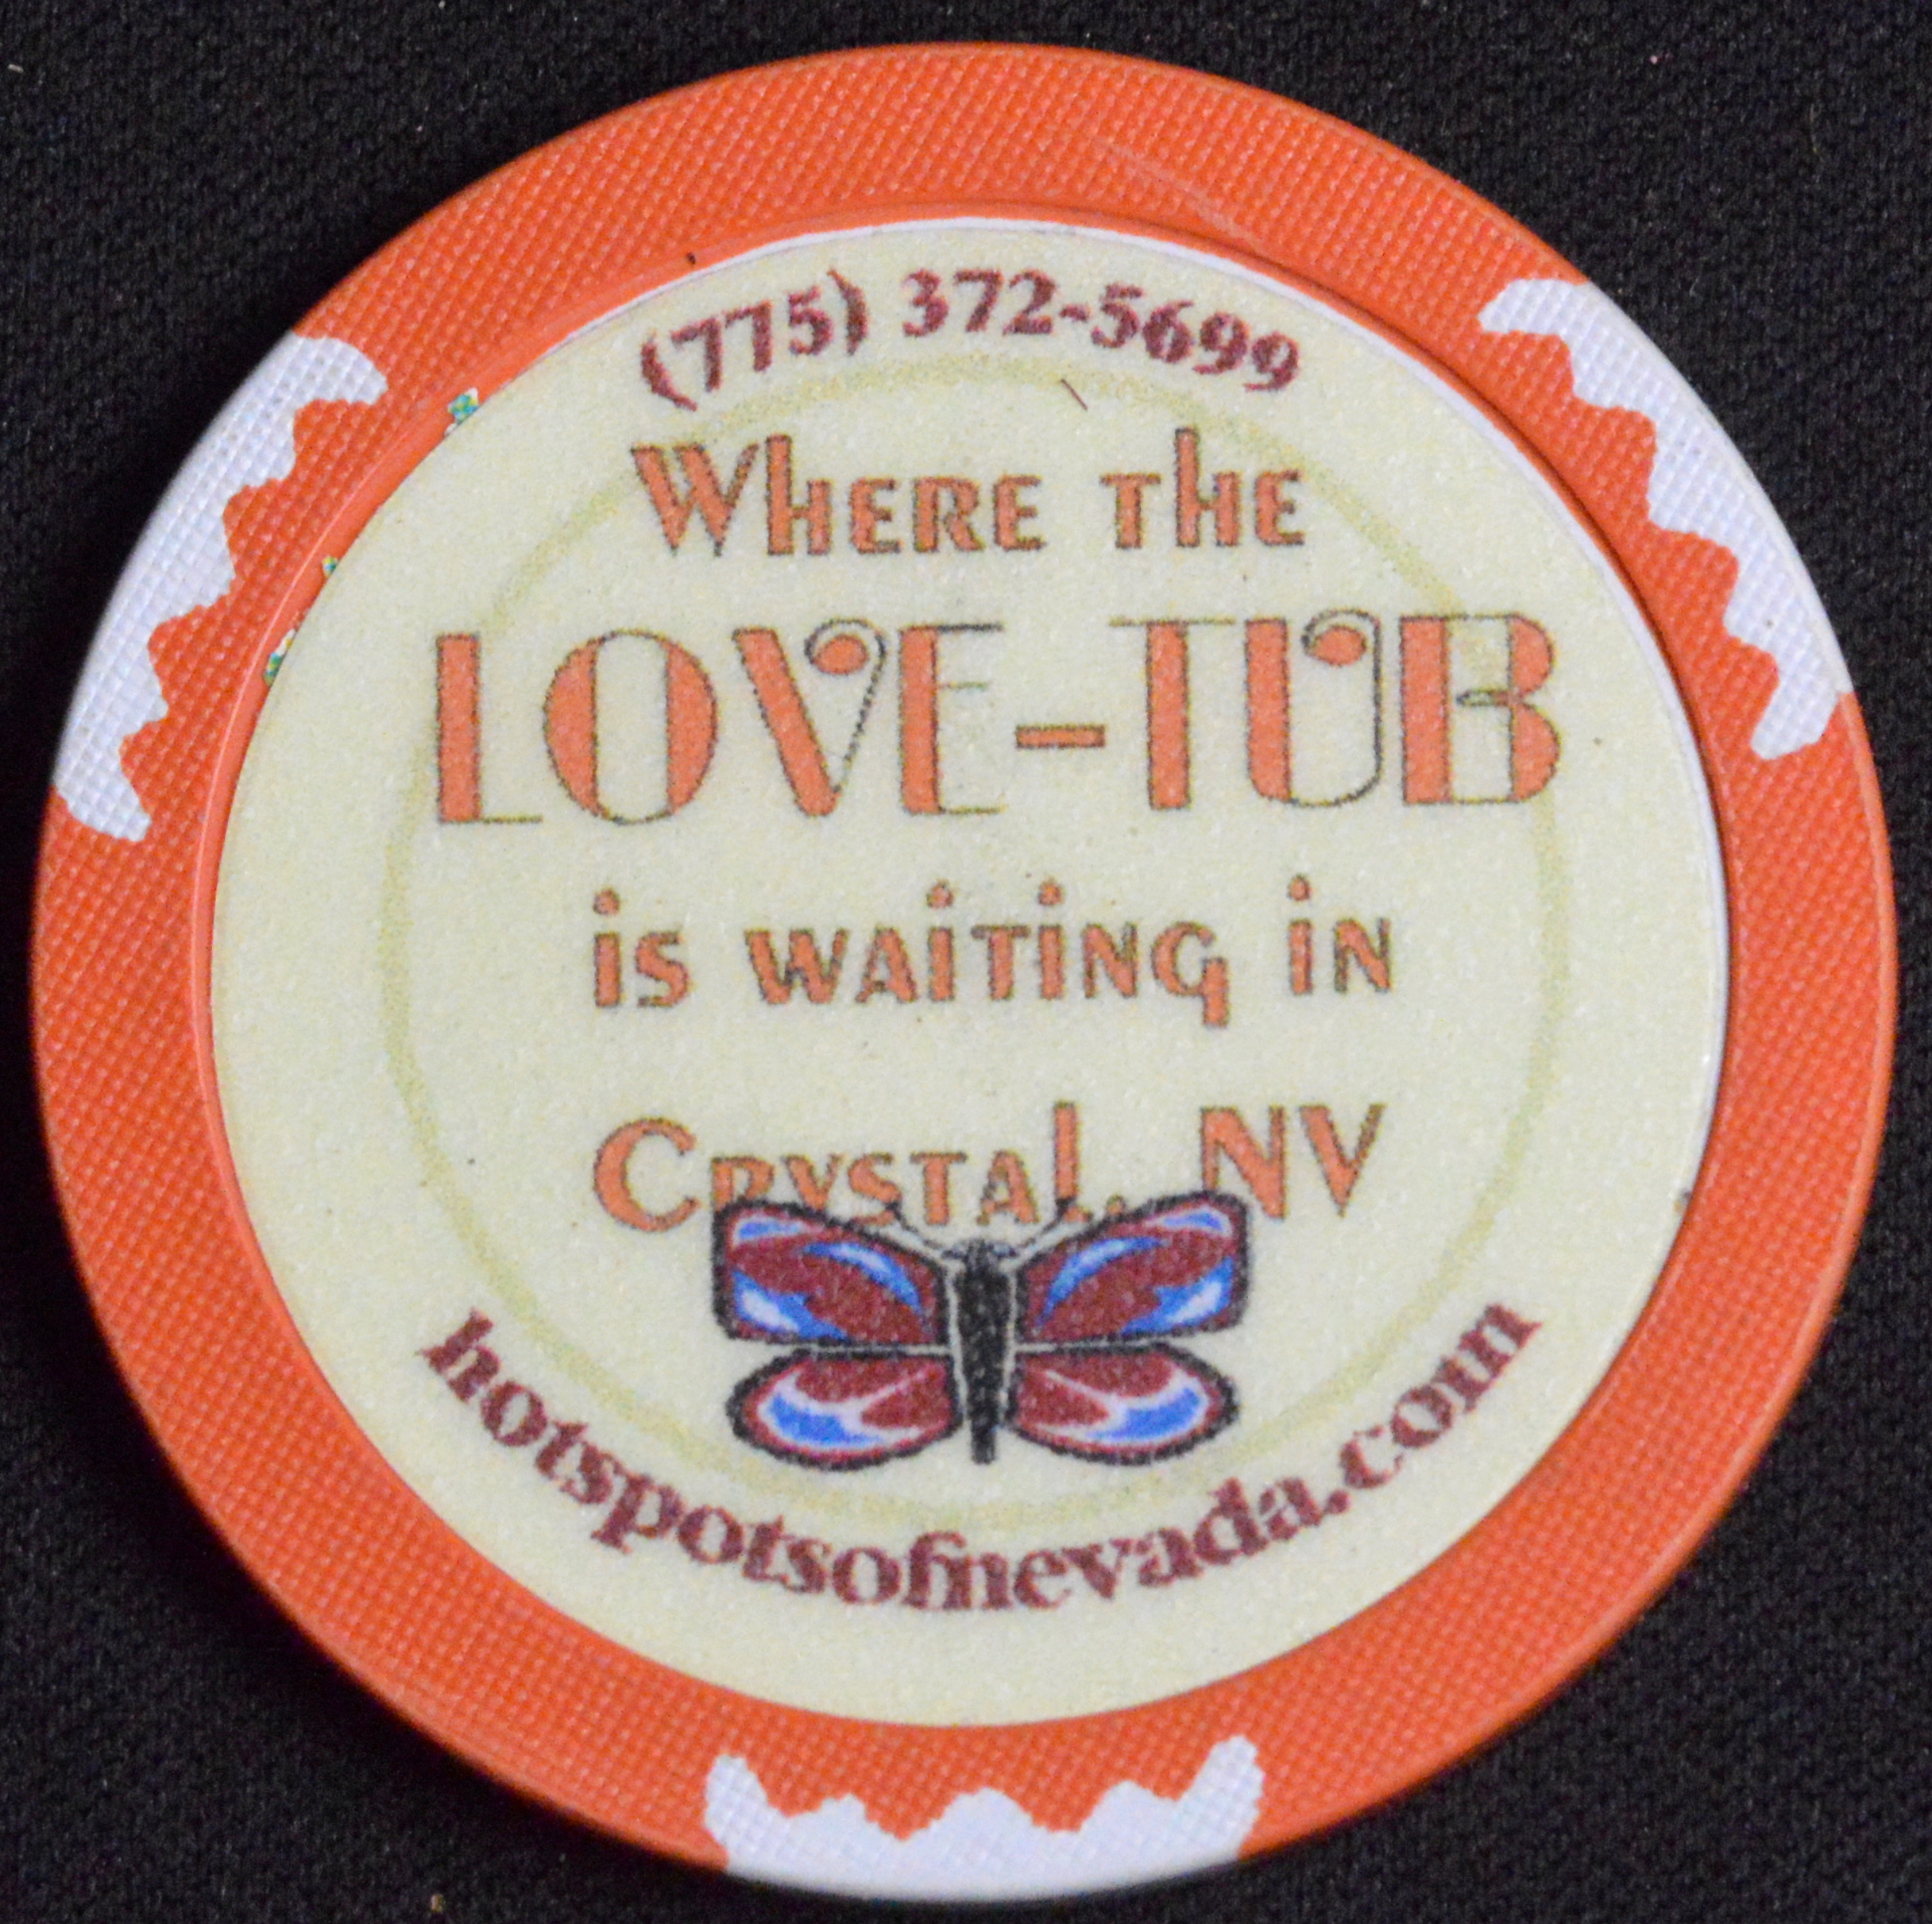 (775) 372-5699
WHERE THE
LOVE-TUB
is WAiTiNG iN
CRYSTAL, NV
hotspotsofnevada.com